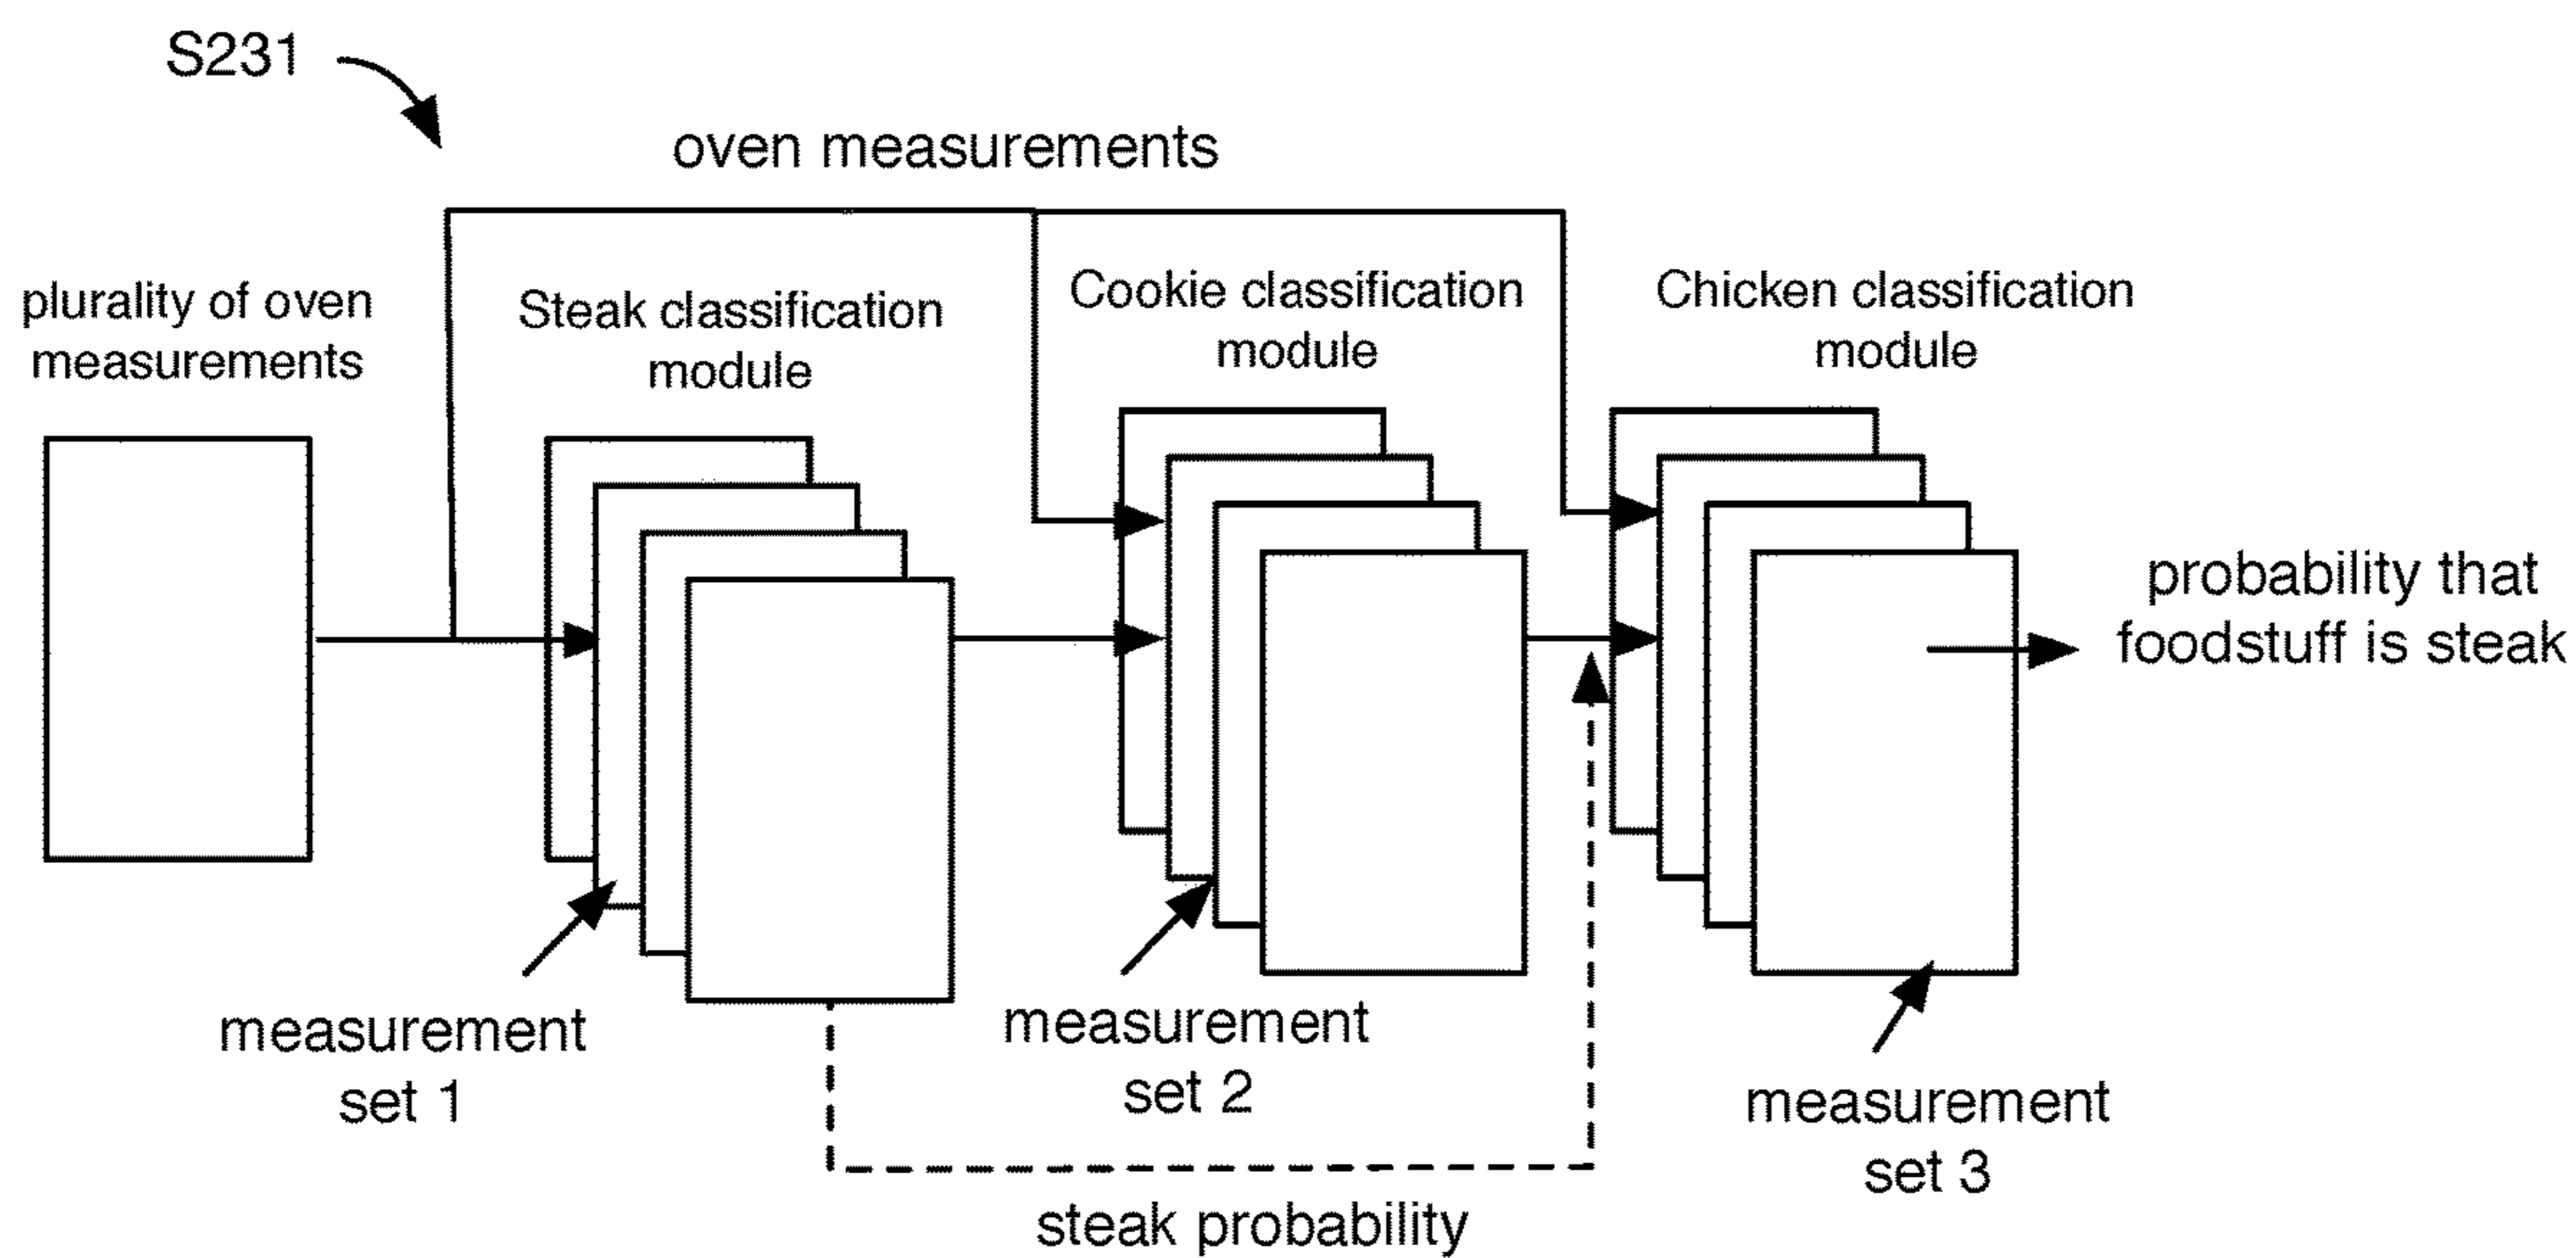 S231
oven measurements
plurality of oven
measurements
Steak classification
module
Cookie classification
module
Chicken classification
module
probability that
foodstuff is steak
measurement
set 1
measurement
set 2
measurement
set 3
steak probability